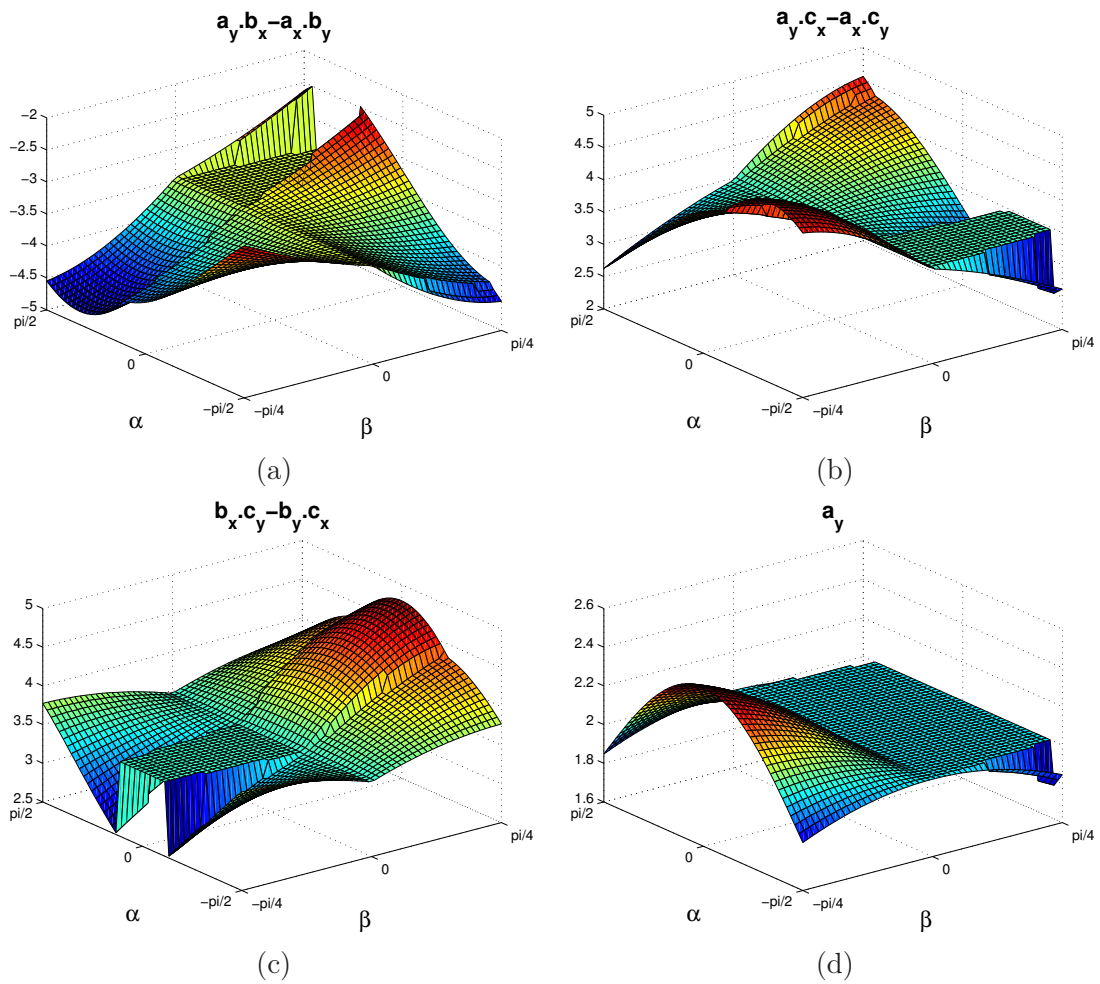 a_y.b_x−a_x.b_y
−2
−2.5
−3
−3.5
−4
−4.5
−5
pi/2
0
−pi/2
α
−pi/4
0
pi/4
β
(a)
a_y.c_x−a_x.c_y
5
4.5
4
3.5
3
2.5
2
pi/2
0
−pi/2
α
−pi/4
0
pi/4
β
(b)
b_x.c_y−b_y.c_x
5
4.5
4
3.5
3
2.5
pi/2
0
−pi/2
α
−pi/4
0
pi/4
β
(c)
a_y
2.6
2.4
2.2
2
1.8
1.6
pi/2
0
−pi/2
α
−pi/4
0
pi/4
β
(d)